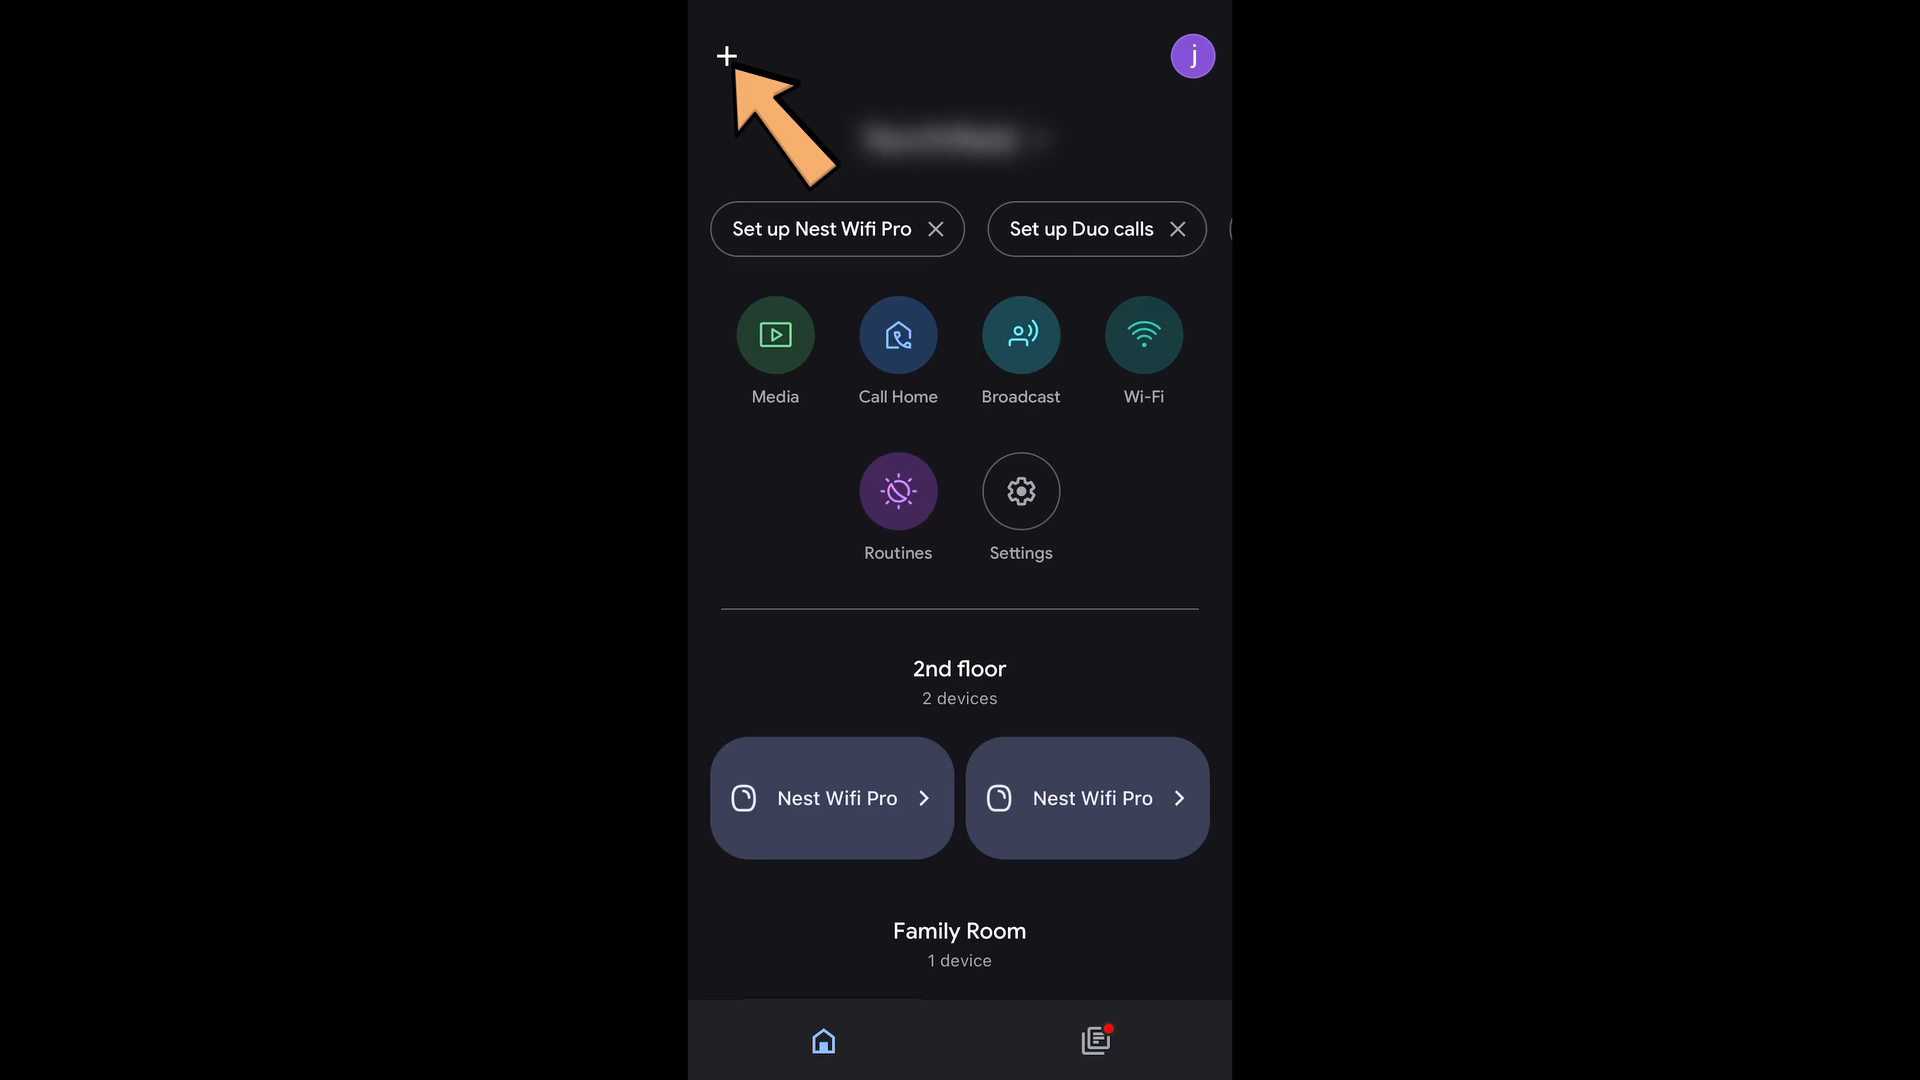 j
Set up Nest Wifi Pro
Set up Duo calls
Media
Call Home
Broadcast
Wi-Fi
Routines
Settings
2nd floor
2 devices
Nest Wifi Pro
Nest Wifi Pro
Family Room
1 device